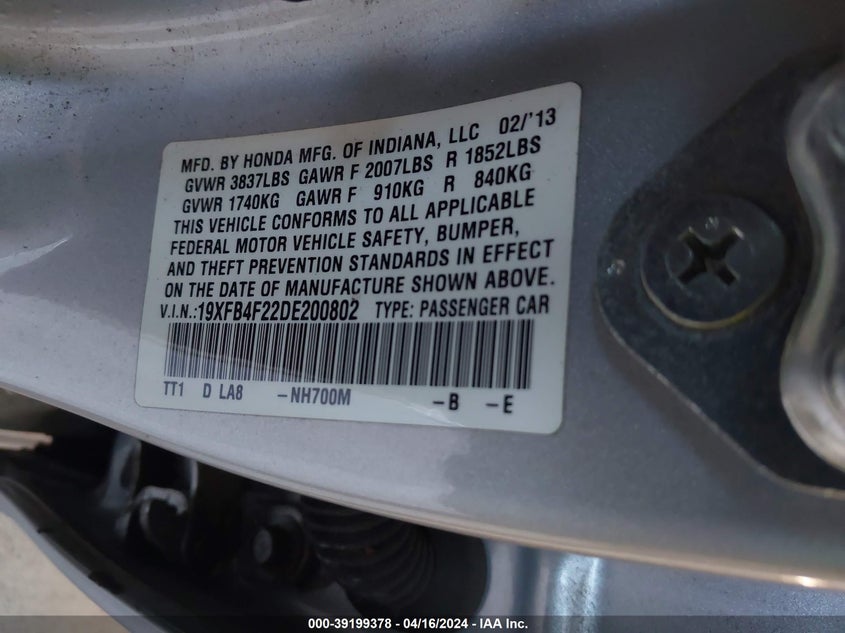 MFD. BY HONDA MFG. OF INDIANA, LLC 02/'13
GVWR 3837LBS GAWR F 2007LBS R 1852LBS
GVWR 1740KG GAWR F 910KG R 840KG
THIS VEHICLE CONFORMS TO ALL APPLICABLE
FEDERAL MOTOR VEHICLE SAFETY, BUMPER,
AND THEFT PREVENTION STANDARDS IN EFFECT
ON THE DATE OF MANUFACTURE SHOWN ABOVE.
V.I.N.:19XFB4F22DE200802 TYPE: PASSENGER CAR
TT1 D LA8 -NH700M -B -E
000-39199378 - 04/16/2024 - IAA Inc.